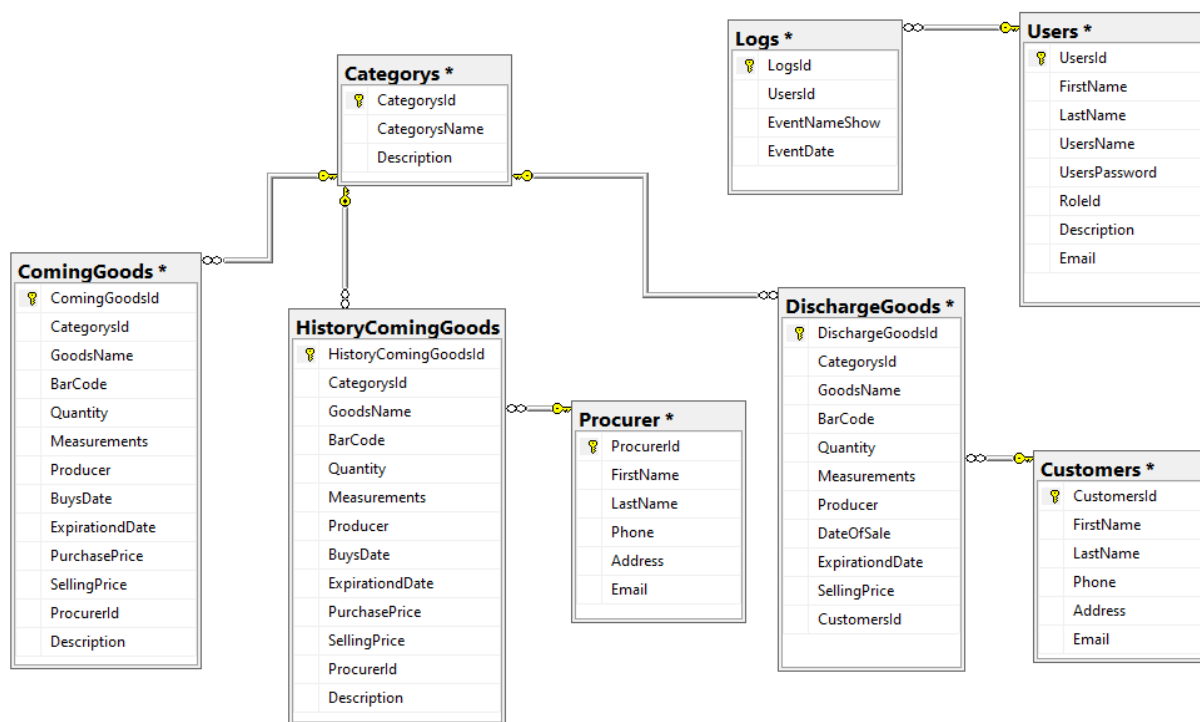 Categorys *
CategorysId
CategorysName
Description
Logs *
LogsId
UsersId
EventNameShow
EventDate
Users *
UsersId
FirstName
LastName
UsersName
UsersPassword
RoleId
Description
Email
ComingGoods *
ComingGoodsId
CategorysId
GoodsName
BarCode
Quantity
Measurements
Producer
BuysDate
ExpirationdDate
PurchasePrice
SellingPrice
ProcurerId
Description
HistoryComingGoods
HistoryComingGoodsId
CategorysId
GoodsName
BarCode
Quantity
Measurements
Producer
BuysDate
ExpirationdDate
PurchasePrice
SellingPrice
ProcurerId
Description
Procurer *
ProcurerId
FirstName
LastName
Phone
Address
Email
DischargeGoods *
DischargeGoodsId
CategorysId
GoodsName
BarCode
Quantity
Measurements
Producer
DateOfSale
ExpirationdDate
SellingPrice
CustomersId
Customers *
CustomersId
FirstName
LastName
Phone
Address
Email